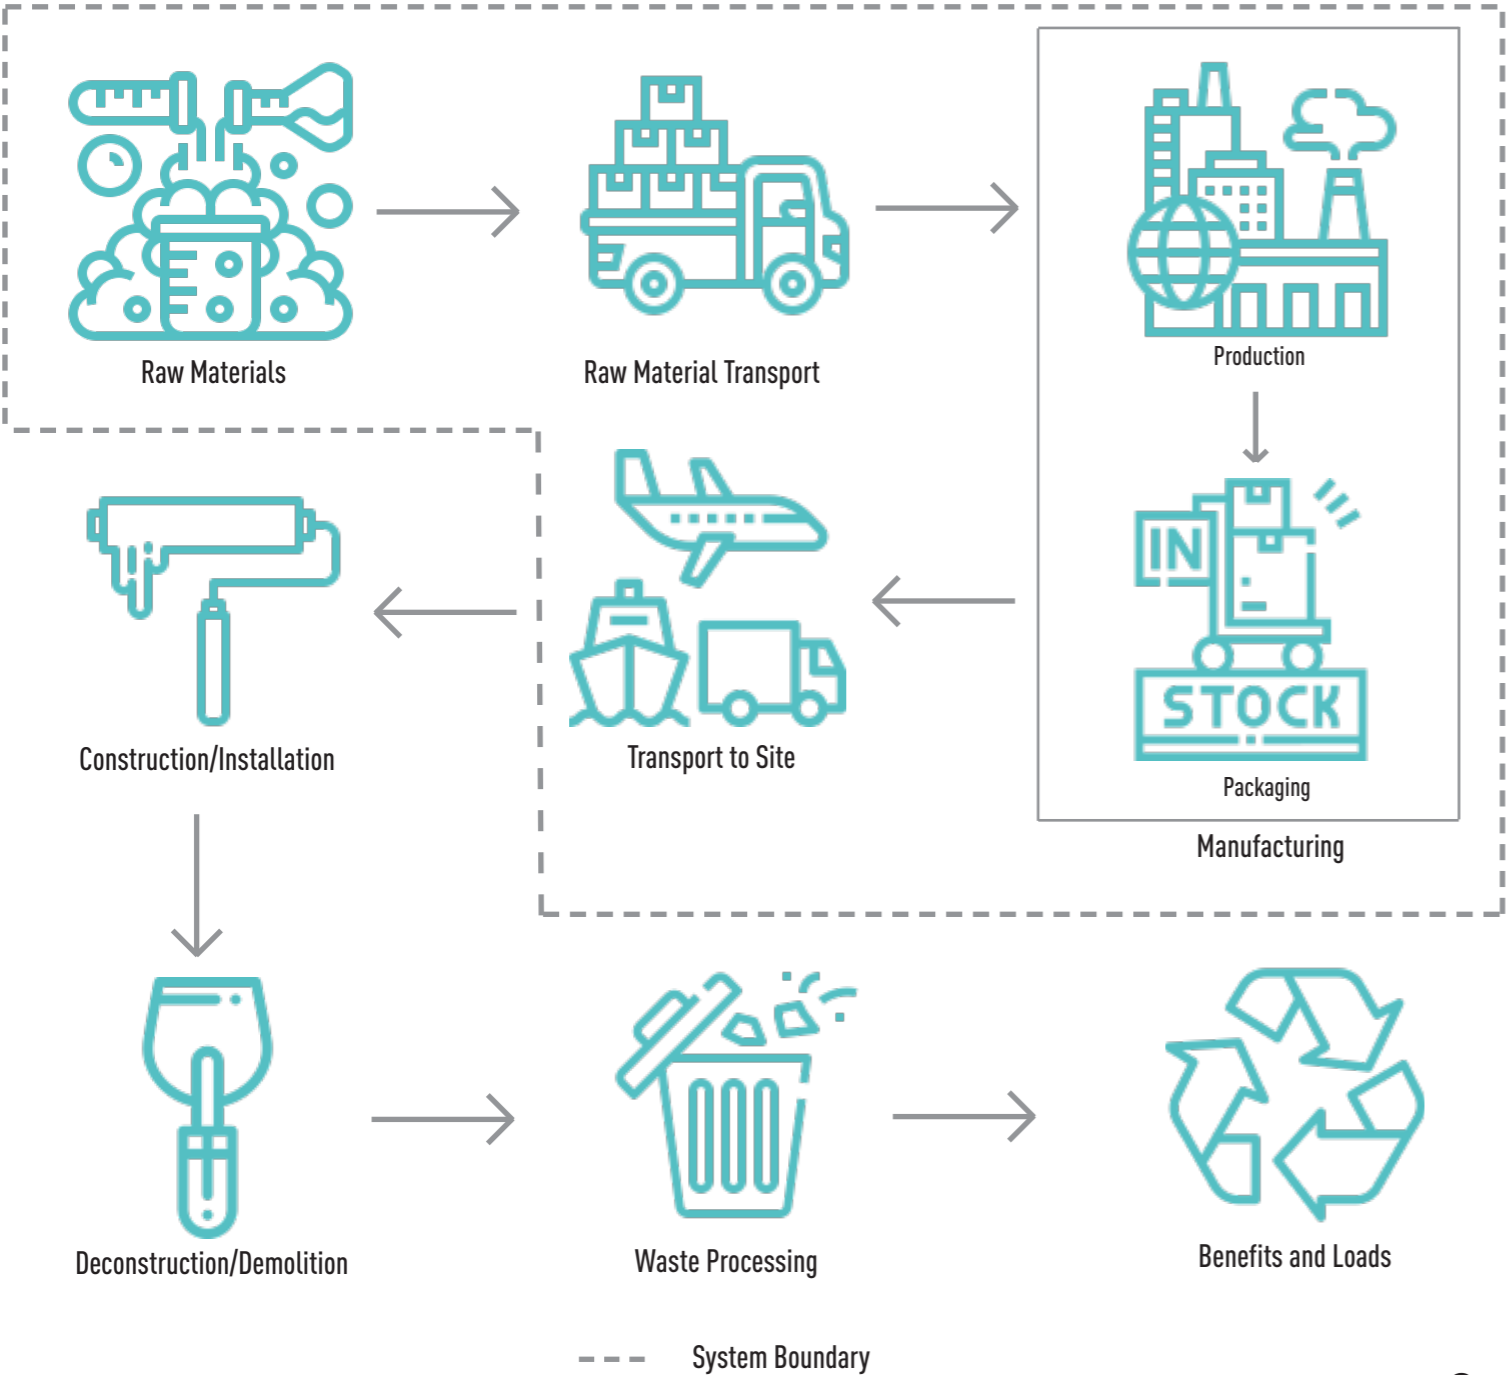 Raw Materials
Raw Material Transport
Production
IN
STOCK
Packaging
Manufacturing
Transport to Site
Construction/Installation
Deconstruction/Demolition
Waste Processing
Benefits and Loads
System Boundary